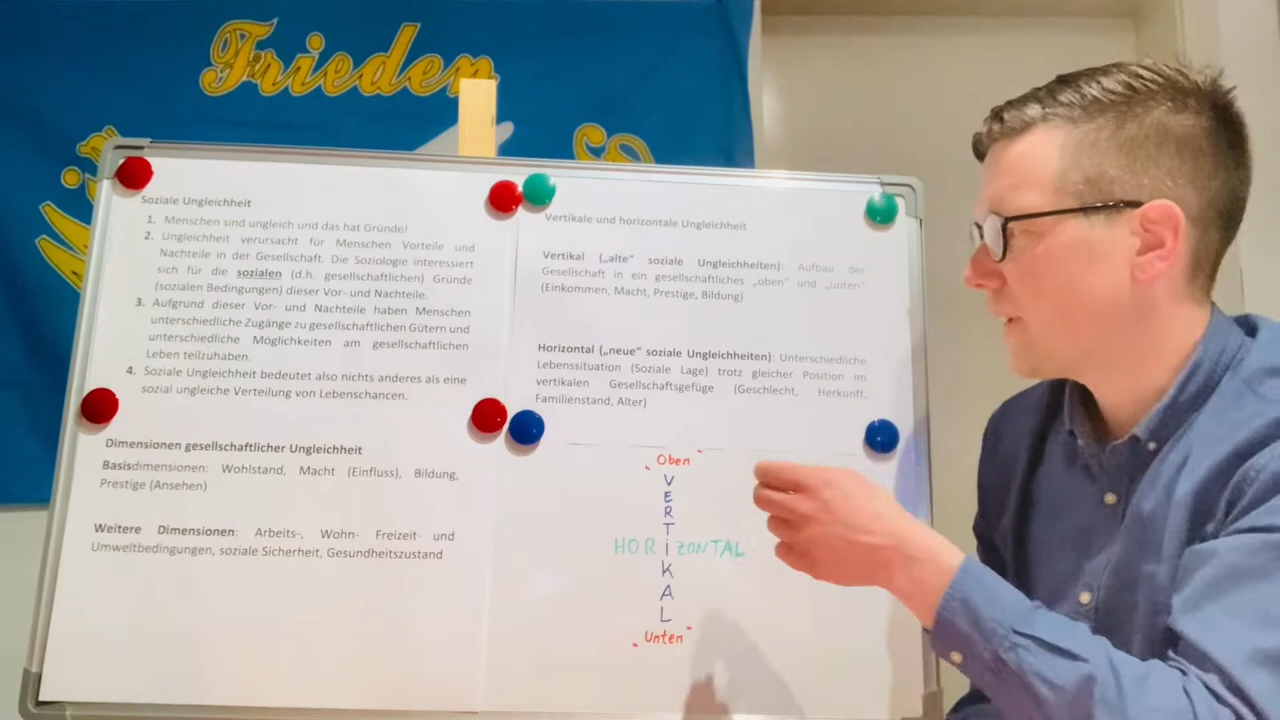 Frieden
Soziale Ungleichheit
1. Menschen sind ungleich und das hat Gründe!
2. Ungleichheit verursacht für Menschen Vorteile und
Nachteile in der Gesellschaft. Die Soziologie interessiert
sich für die sozialen (d.h. gesellschaftlichen) Gründe
(sozialen Bedingungen) dieser Vor- und Nachteile.
3. Aufgrund dieser Vor- und Nachteile haben Menschen
unterschiedliche Zugänge zu gesellschaftlichen Gütern und
unterschiedliche Möglichkeiten am gesellschaftlichen
Leben teilzuhaben.
4. Soziale Ungleichheit bedeutet also nichts anderes als eine
sozial ungleiche Verteilung von Lebenschancen.
Dimensionen gesellschaftlicher Ungleichheit
Basisdimensionen: Wohlstand, Macht (Einfluss), Bildung,
Prestige (Ansehen)
Weitere Dimensionen: Arbeits-, Wohn- Freizeit- und
Umweltbedingungen, soziale Sicherheit, Gesundheitszustand
Vertikale und horizontale Ungleichheit
Vertikal („alte“ soziale Ungleichheiten): Aufbau der
Gesellschaft in ein gesellschaftliches „oben“ und „unten“
(Einkommen, Macht, Prestige, Bildung)
Horizontal („neue“ soziale Ungleichheiten): Unterschiedliche
Lebenssituation (Soziale Lage) trotz gleicher Position im
vertikalen Gesellschaftsgefüge (Geschlecht, Herkunft,
Familienstand, Alter)
„Oben“
VERTiKAL
HORiZONTAL
„Unten“